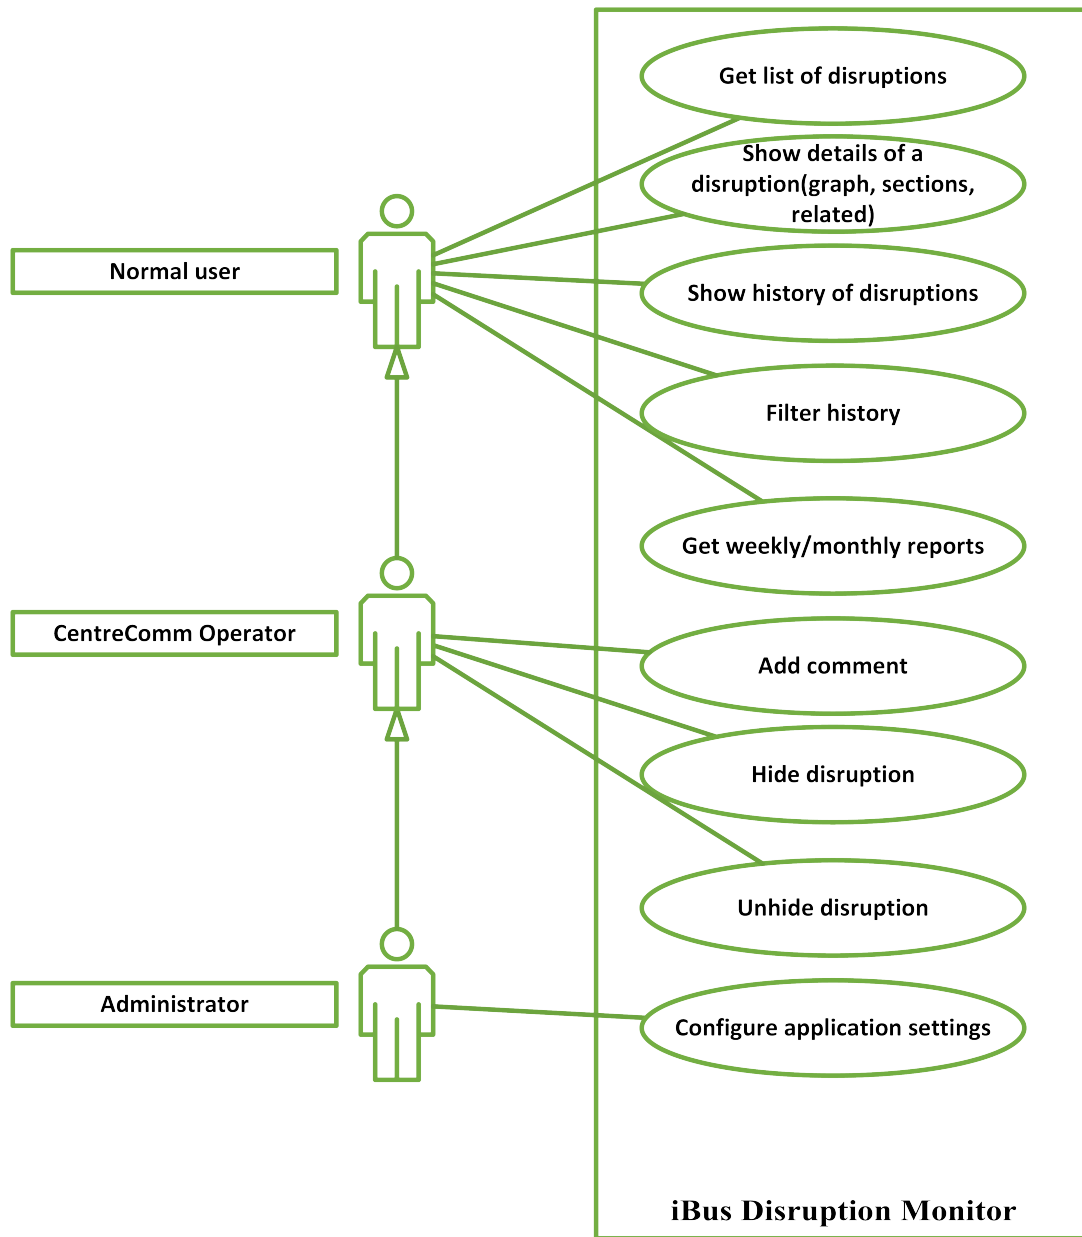 Get list of disruptions
Show details of a
disruption(graph, sections,
related)
Normal user
Show history of disruptions
Filter history
Get weekly/monthly reports
CentreComm Operator
Add comment
Hide disruption
Unhide disruption
Administrator
Configure application settings
iBus Disruption Monitor